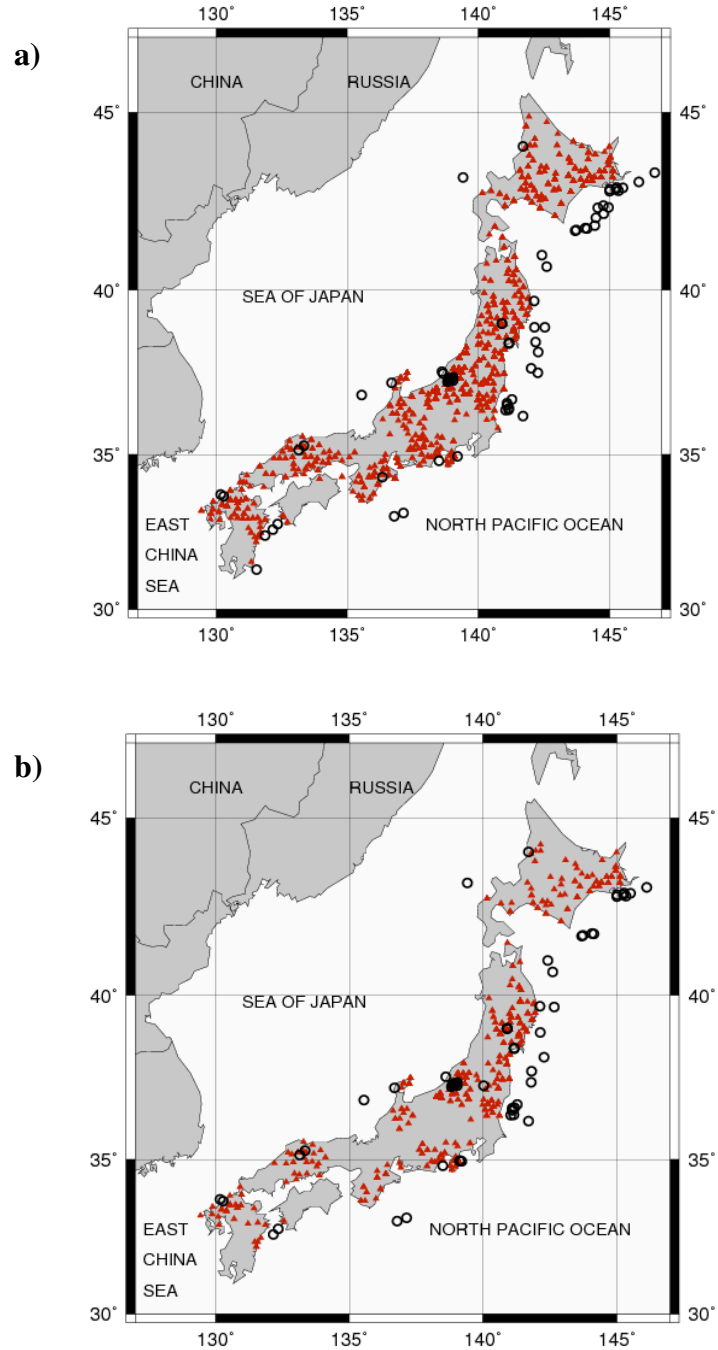 a)
130˚ 135˚ 140˚ 145˚
CHINA RUSSIA
45˚ 45˚
40˚ 40˚
SEA OF JAPAN
35˚ 35˚
EAST NORTH PACIFIC OCEAN
CHINA
SEA
30˚ 30˚
130˚ 135˚ 140˚ 145˚
b)
130˚ 135˚ 140˚ 145˚
CHINA RUSSIA
45˚ 45˚
40˚ 40˚
SEA OF JAPAN
35˚ 35˚
EAST NORTH PACIFIC OCEAN
CHINA
SEA
30˚ 30˚
130˚ 135˚ 140˚ 145˚